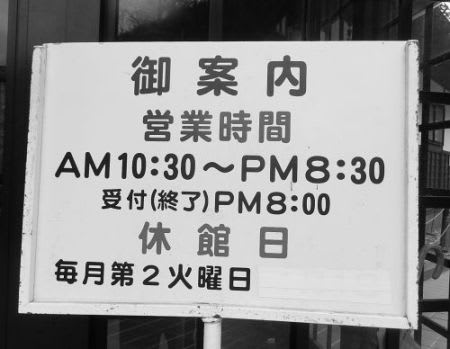 御案内
営業時間
AM10:30～PM8:30
受付(終了)PM8:00
休館日
毎月第2火曜日